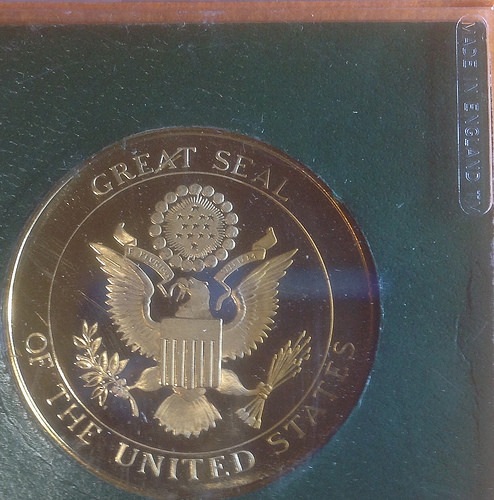 GREAT SEAL
OF THE UNITED STATES
MADE IN ENGLAND